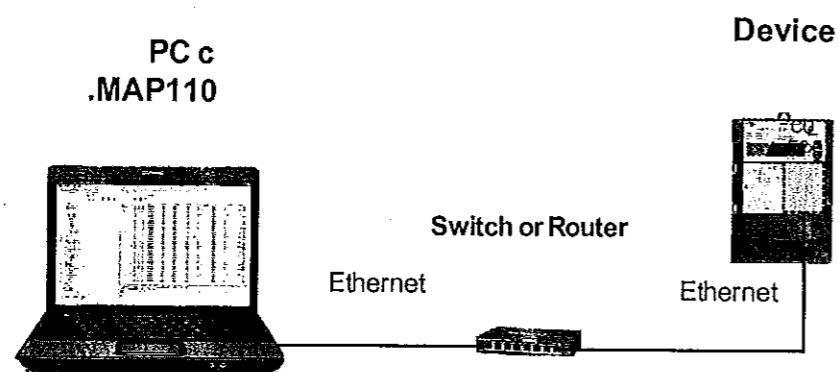 Device
PC c
.MAP110
Switch or Router
Ethernet
Ethernet